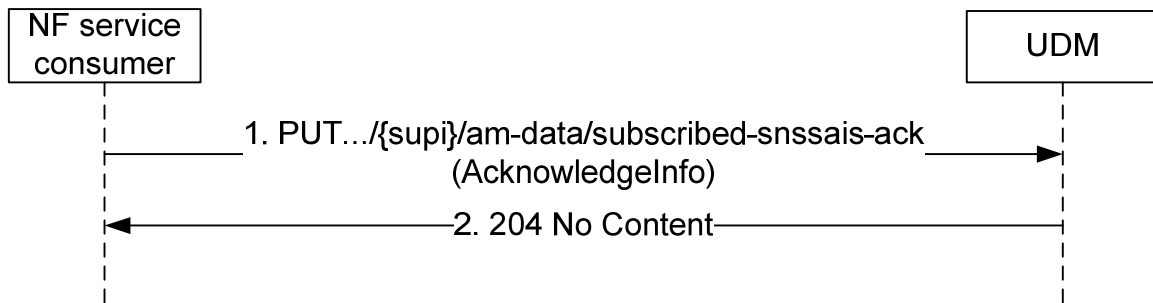 NF service
consumer
UDM
1. PUT.../{supi}/am-data/subscribed-snssais-ack
(AcknowledgeInfo)
2. 204 No Content